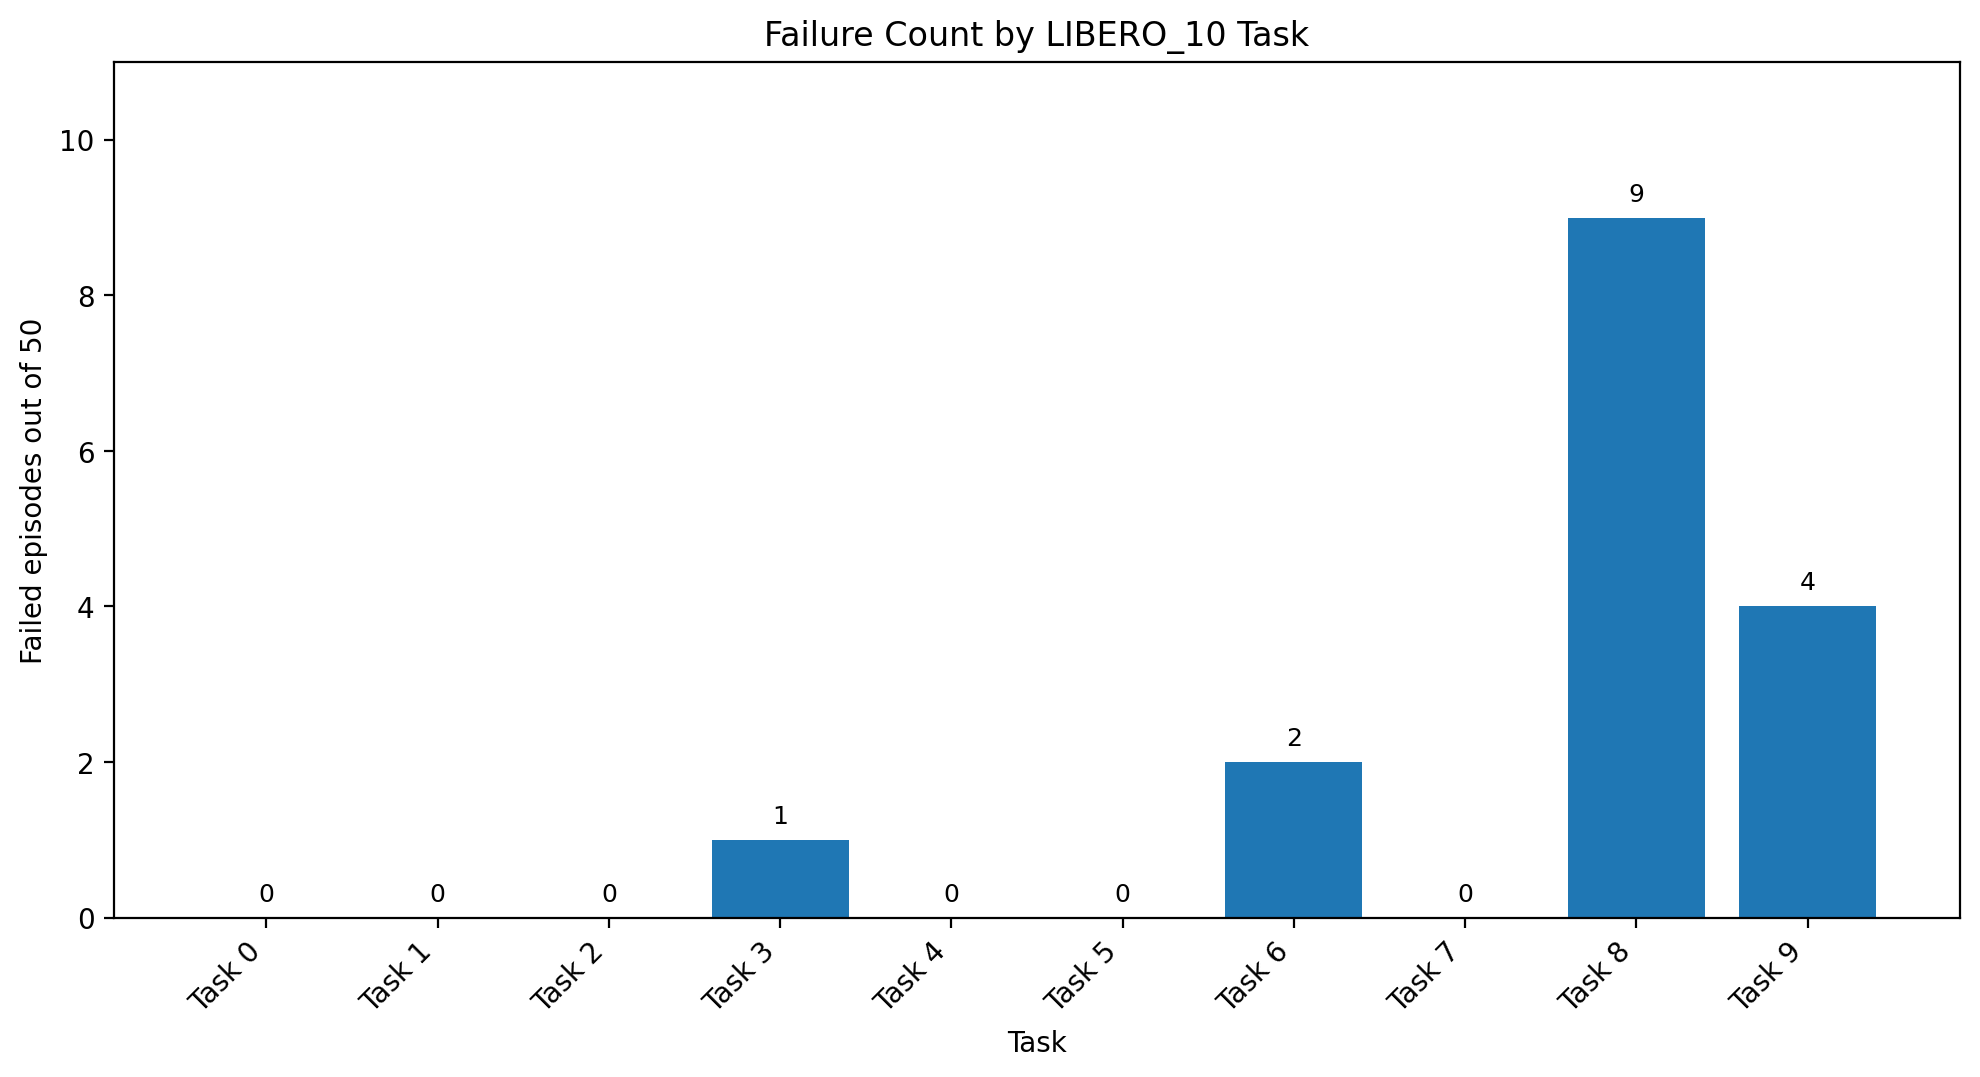 Failure Count by LIBERO_10 Task
Failed episodes out of 50
10
8
6
4
2
0
0
0
0
1
0
0
2
0
9
4
Task 0
Task 1
Task 2
Task 3
Task 4
Task 5
Task 6
Task 7
Task 8
Task 9
Task